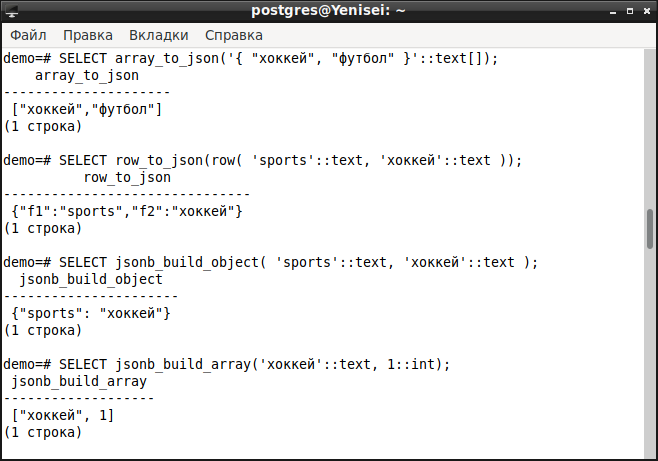 postgres@Yenisei: ~
Файл Правка Вкладки Справка
demo=# SELECT array_to_json('{ "хоккей", "футбол" }'::text[]);
    array_to_json
---------------------
 ["хоккей","футбол"]
(1 строка)

demo=# SELECT row_to_json(row( 'sports'::text, 'хоккей'::text ));
          row_to_json
-------------------------------
 {"f1":"sports","f2":"хоккей"}
(1 строка)

demo=# SELECT jsonb_build_object( 'sports'::text, 'хоккей'::text );
  jsonb_build_object
----------------------
 {"sports": "хоккей"}
(1 строка)

demo=# SELECT jsonb_build_array('хоккей'::text, 1::int);
 jsonb_build_array
-------------------
 ["хоккей", 1]
(1 строка)